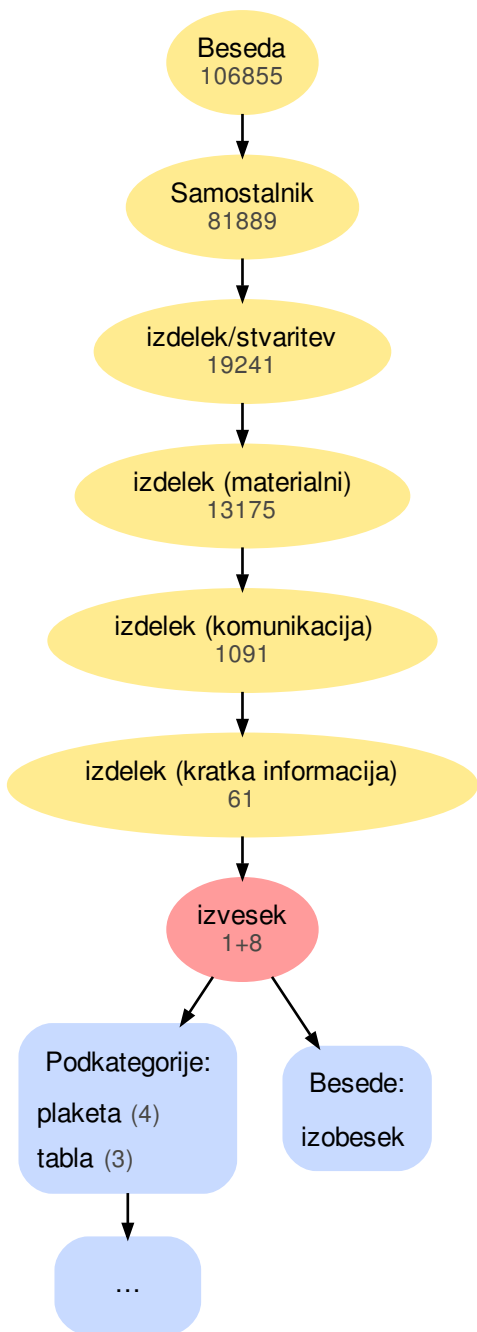 Beseda
106855
Samostalnik
81889
izdelek/stvaritev
19241
izdelek (materialni)
13175
izdelek (komunikacija)
1091
izdelek (kratka informacija)
61
izvesek
1+8
Podkategorije:
plaketa (4)
tabla (3)
Besede:
izobesek
...